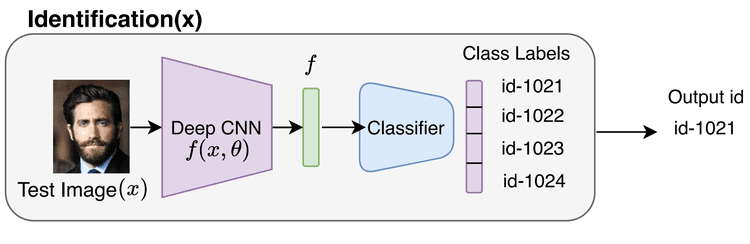 Identification(x)
Class Labels
f
id-1021
id-1022
id-1023
id-1024
Deep CNN
f(x, θ)
Classifier
Test Image(x)
Output id
id-1021